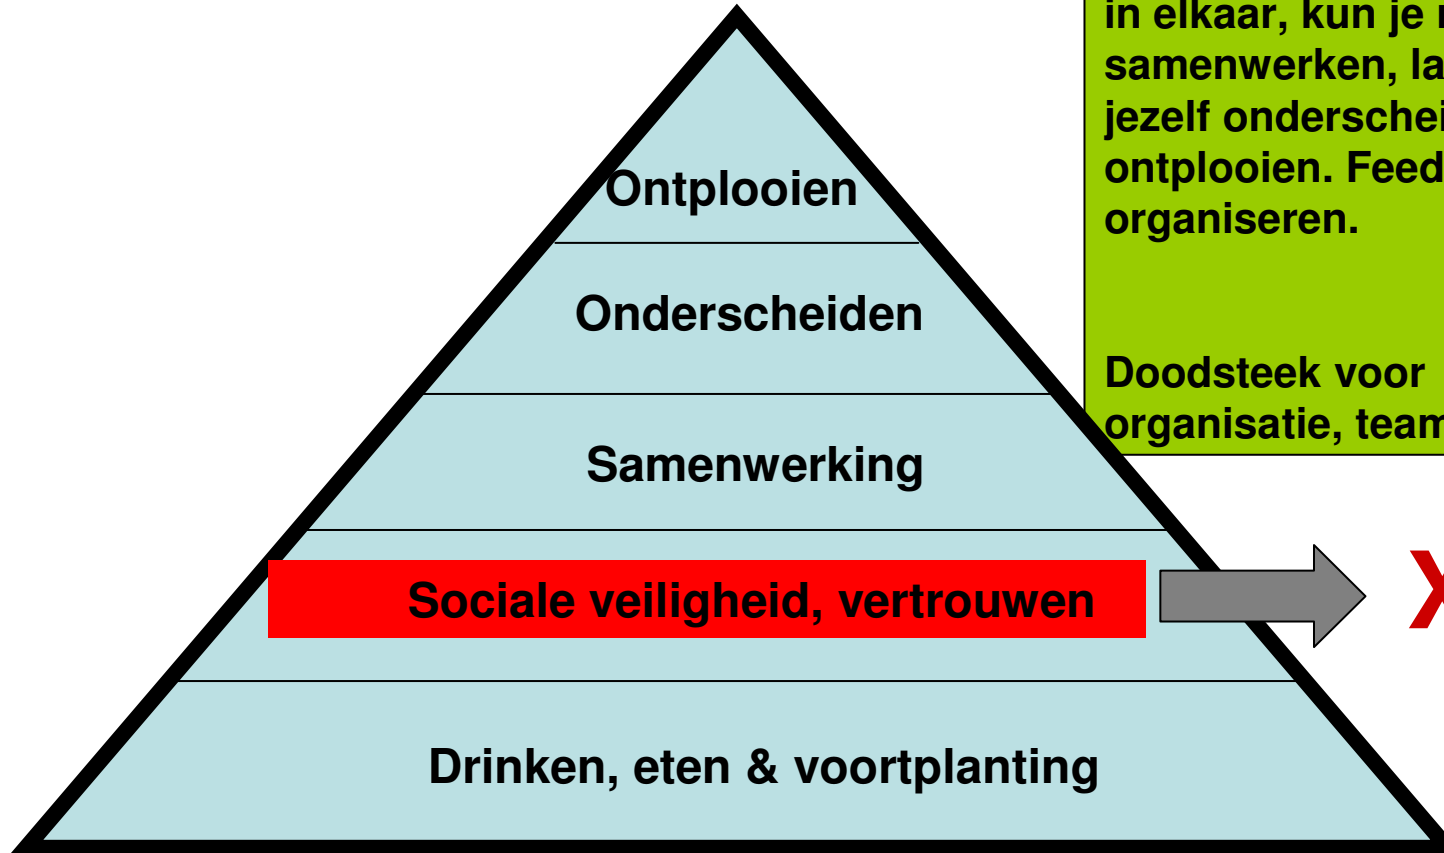 Ontplooien
Onderscheiden
Samenwerking
Sociale veiligheid, vertrouwen
Drinken, eten & voortplanting
in elkaar, kun je
samenwerken,
jezelf
ontplooien.
organiseren.
Doodsteek voor
organisatie,
X